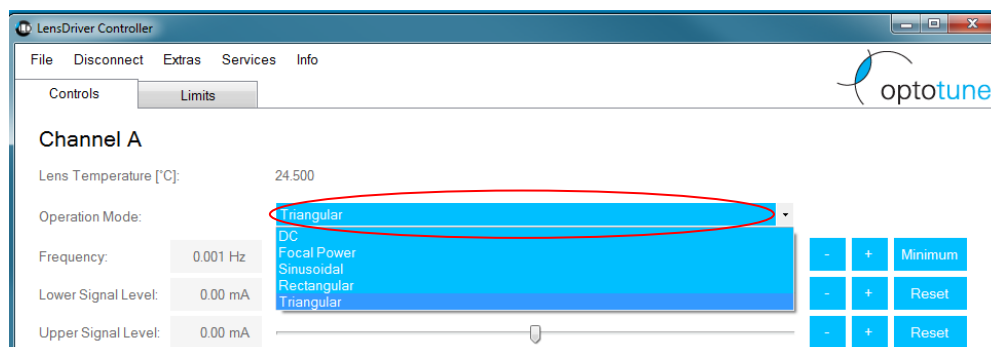 LensDriver Controller
File Disconnect Extras Services Info
optotune
Controls Limits
Channel A
Lens Temperature [°C]: 24.500
Operation Mode: Triangular
DC
Focal Power
Sinusoidal
Rectangular
Triangular
Frequency: 0.001 Hz - + Minimum
Lower Signal Level: 0.00 mA - + Reset
Upper Signal Level: 0.00 mA - + Reset